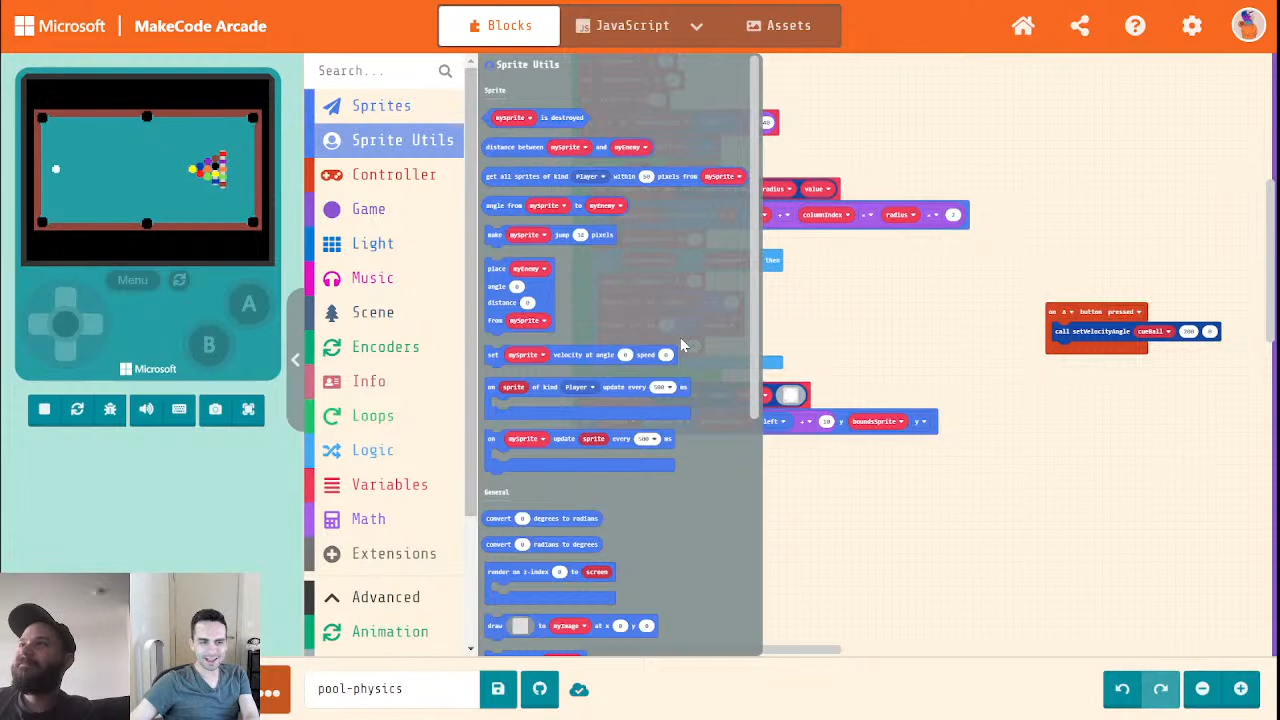 Microsoft | MakeCode Arcade
Blocks
JavaScript
Assets
Search...
Sprites
Sprite Utils
Controller
Game
Light
Music
Scene
Encoders
Info
Loops
Logic
Variables
Math
Extensions
Advanced
Animation
Menu
A
B
Microsoft
Sprite Utils
Sprite
mySprite is destroyed
distance between mySprite and myEnemy
get all sprites of kind Player within 50 pixels from mySprite
angle from mySprite to myEnemy
make mySprite jump 16 pixels
place myEnemy
angle 0
distance 0
from mySprite
set mySprite velocity at angle 0 speed 0
on sprite of kind Player update every 500 ms
on mySprite update sprite every 500 ms
General
convert 0 degrees to radians
convert 0 radians to degrees
render on z-index 0 to screen
draw to myImage at x 0 y 0
radius value
÷ columnIndex × radius × 2
then
left + 10 y boundsSprite y
on A button pressed
call setVelocityAngle cueBall 200 0
pool-physics